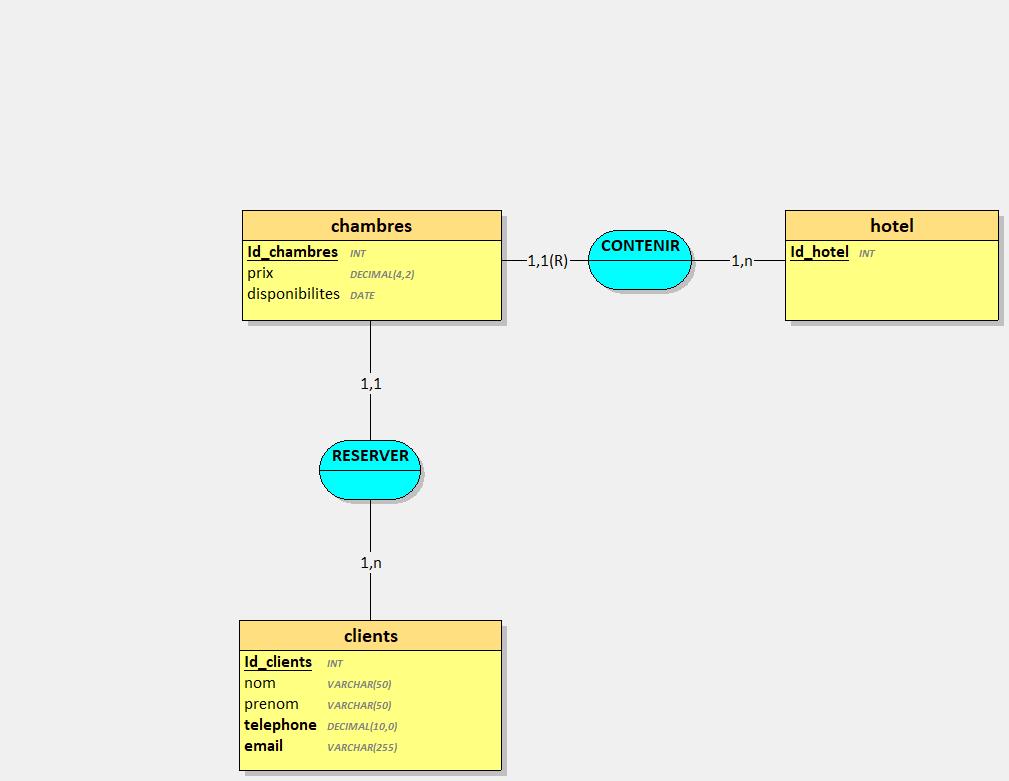 chambres
Id_chambres INT
prix DECIMAL(4,2)
disponibilites DATE
1,1(R)
CONTENIR
1,n
hotel
Id_hotel INT
1,1
RESERVER
1,n
clients
Id_clients INT
nom VARCHAR(50)
prenom VARCHAR(50)
telephone DECIMAL(10,0)
email VARCHAR(255)